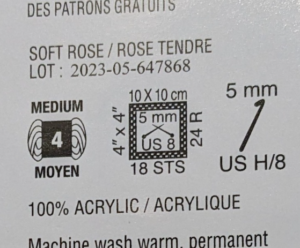 DES PATRONS GRATUITS
SOFT ROSE / ROSE TENDRE
LOT : 2023-05-647868
MEDIUM
4
MOYEN
10 X 10 cm
4" x 4"
5 mm
US 8
24 R
18 STS
5 mm
US H/8
100% ACRYLIC / ACRYLIQUE
Machine wash warm, permanent